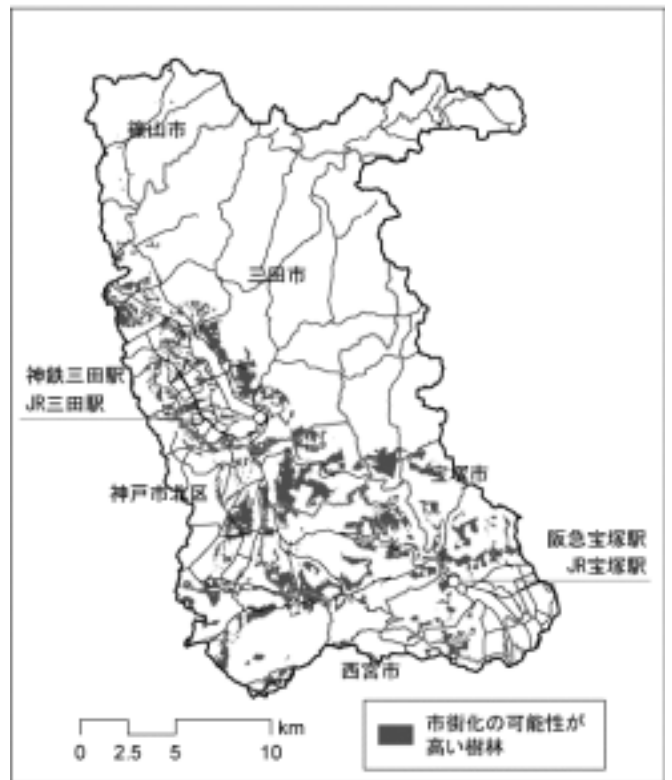 篠山市
三田市
神鉄三田駅
JR三田駅
神戸市北区
宝塚市
阪急宝塚駅
JR宝塚駅
西宮市
市街化の可能性が
高い樹林
km
0 2.5 5 10